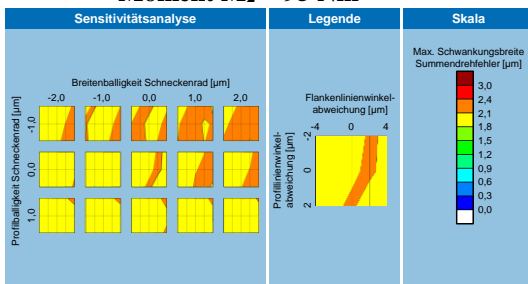 Sensitivitätsanalyse
Legende
Skala
Breitenballigkeit Schneckenrad [µm]
-2,0 -1,0 0,0 1,0 2,0
Profilballigkeit Schneckenrad [µm]
-1,0
0,0
1,0
Flankenlinienwinkel-
abweichung [µm]
-4 0 4
Profillinienwinkel-
abweichung [µm]
-2
0
2
Max. Schwankungsbreite
Summendrehfehler [µm]
3,0
2,4
2,1
1,8
1,5
1,2
0,9
0,6
0,3
0,0